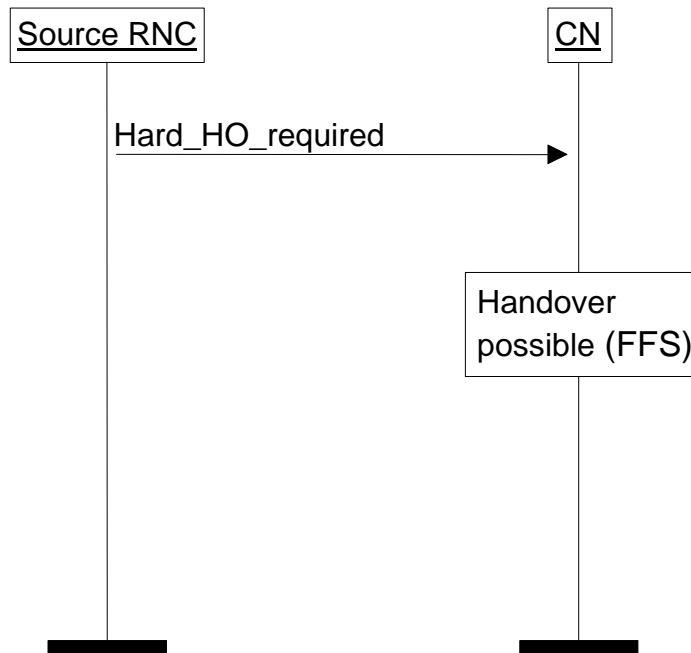 Source RNC
CN
Hard_HO_required
Handover
possible (FFS)